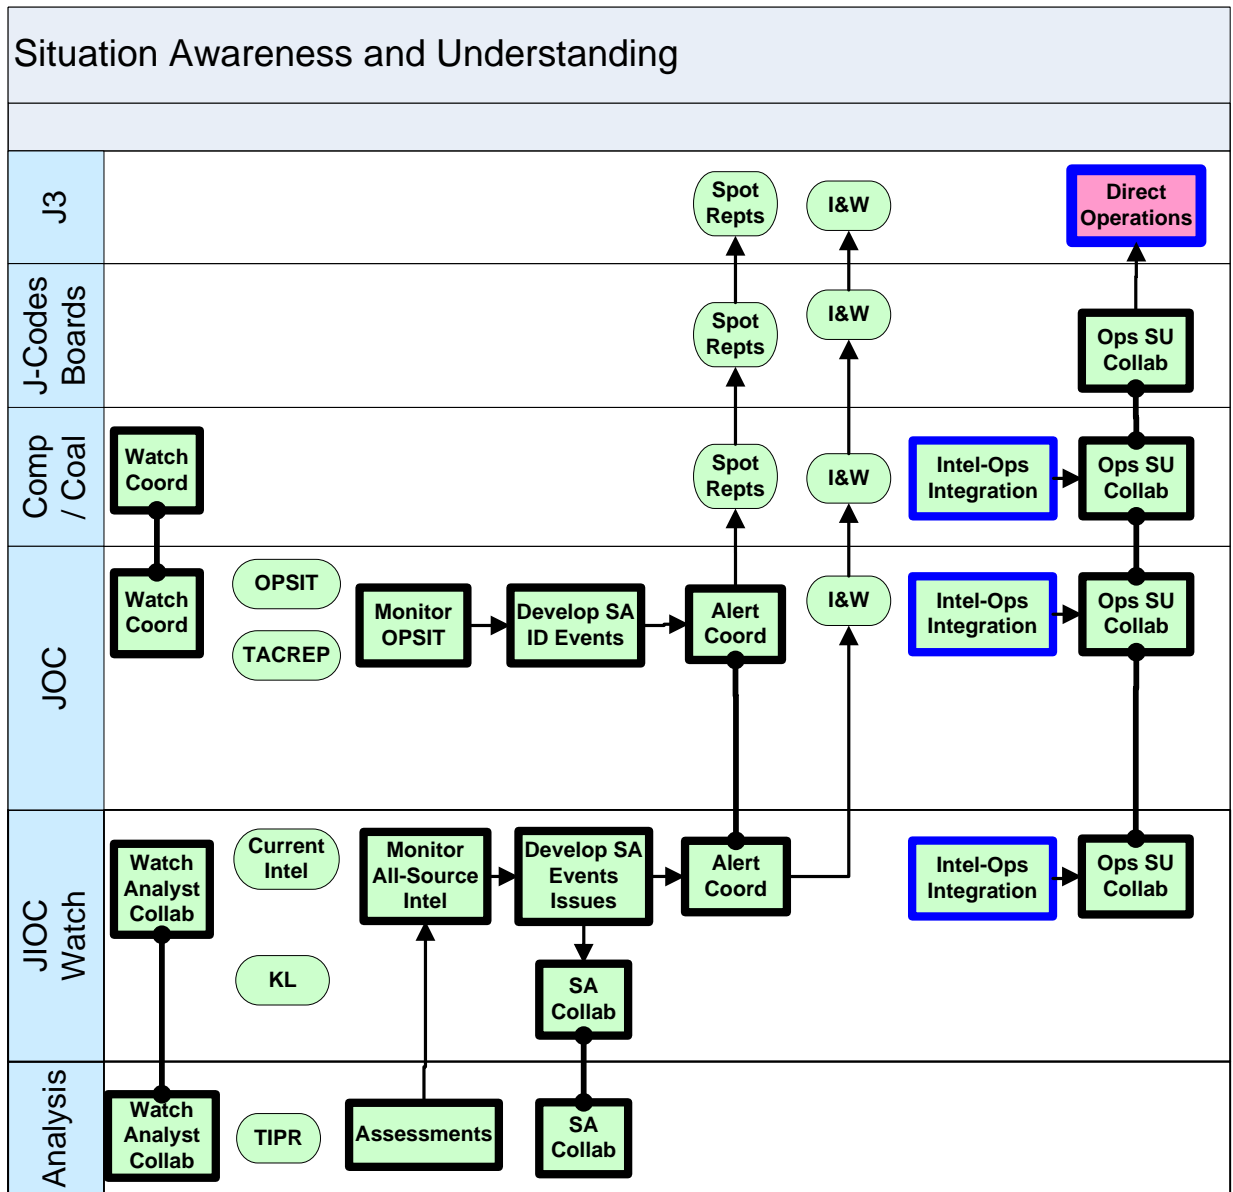 Situation Awareness and Understanding
J3
Spot
Repts
I&W
Direct
Operations
J-Codes
Boards
Spot
Repts
I&W
Ops SU
Collab
Comp
/ Coal
Watch
Coord
Spot
Repts
I&W
Intel-Ops
Integration
Ops SU
Collab
JOC
Watch
Coord
OPSIT
TACREP
Monitor
OPSIT
Develop SA
ID Events
Alert
Coord
I&W
Intel-Ops
Integration
Ops SU
Collab
JIOC
Watch
Watch
Analyst
Collab
Current
Intel
KL
Monitor
All-Source
Intel
Develop SA
Events
Issues
SA
Collab
Alert
Coord
Intel-Ops
Integration
Ops SU
Collab
Analysis
Watch
Analyst
Collab
TIPR
Assessments
SA
Collab